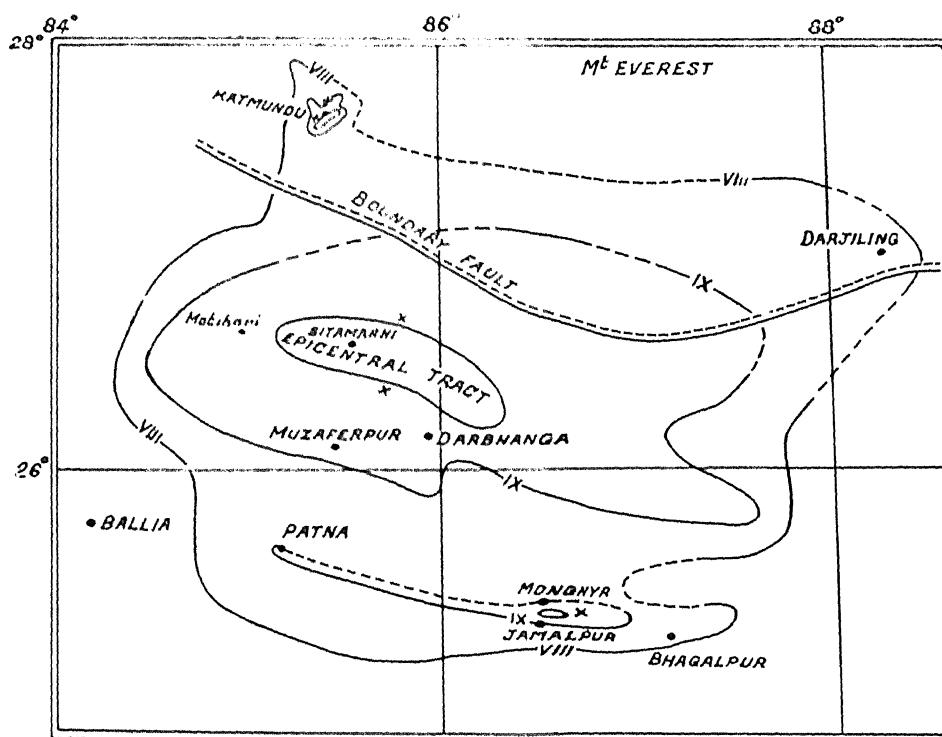 84° 86° 88°
28°
Mt EVEREST
VIII
KATMUNDU
VIII
BOUNDARY FAULT
DARJILING
IX
Motihari
SITAMARHI
EPICENTRAL TRACT
x
x
MUZAFERPUR
DARBHANGA
VIII
26°
IX
BALLIA
PATNA
MONGHYR
x
IX
JAMALPUR
VIII
BHAGALPUR